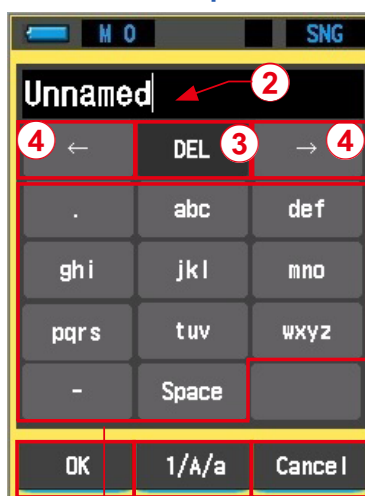 M 0 SNG
Unnamed 2
4 ← DEL 3 → 4
. abc def
ghi jkl mno
pqrs tuv wxyz
- Space
OK 1/A/a Cancel